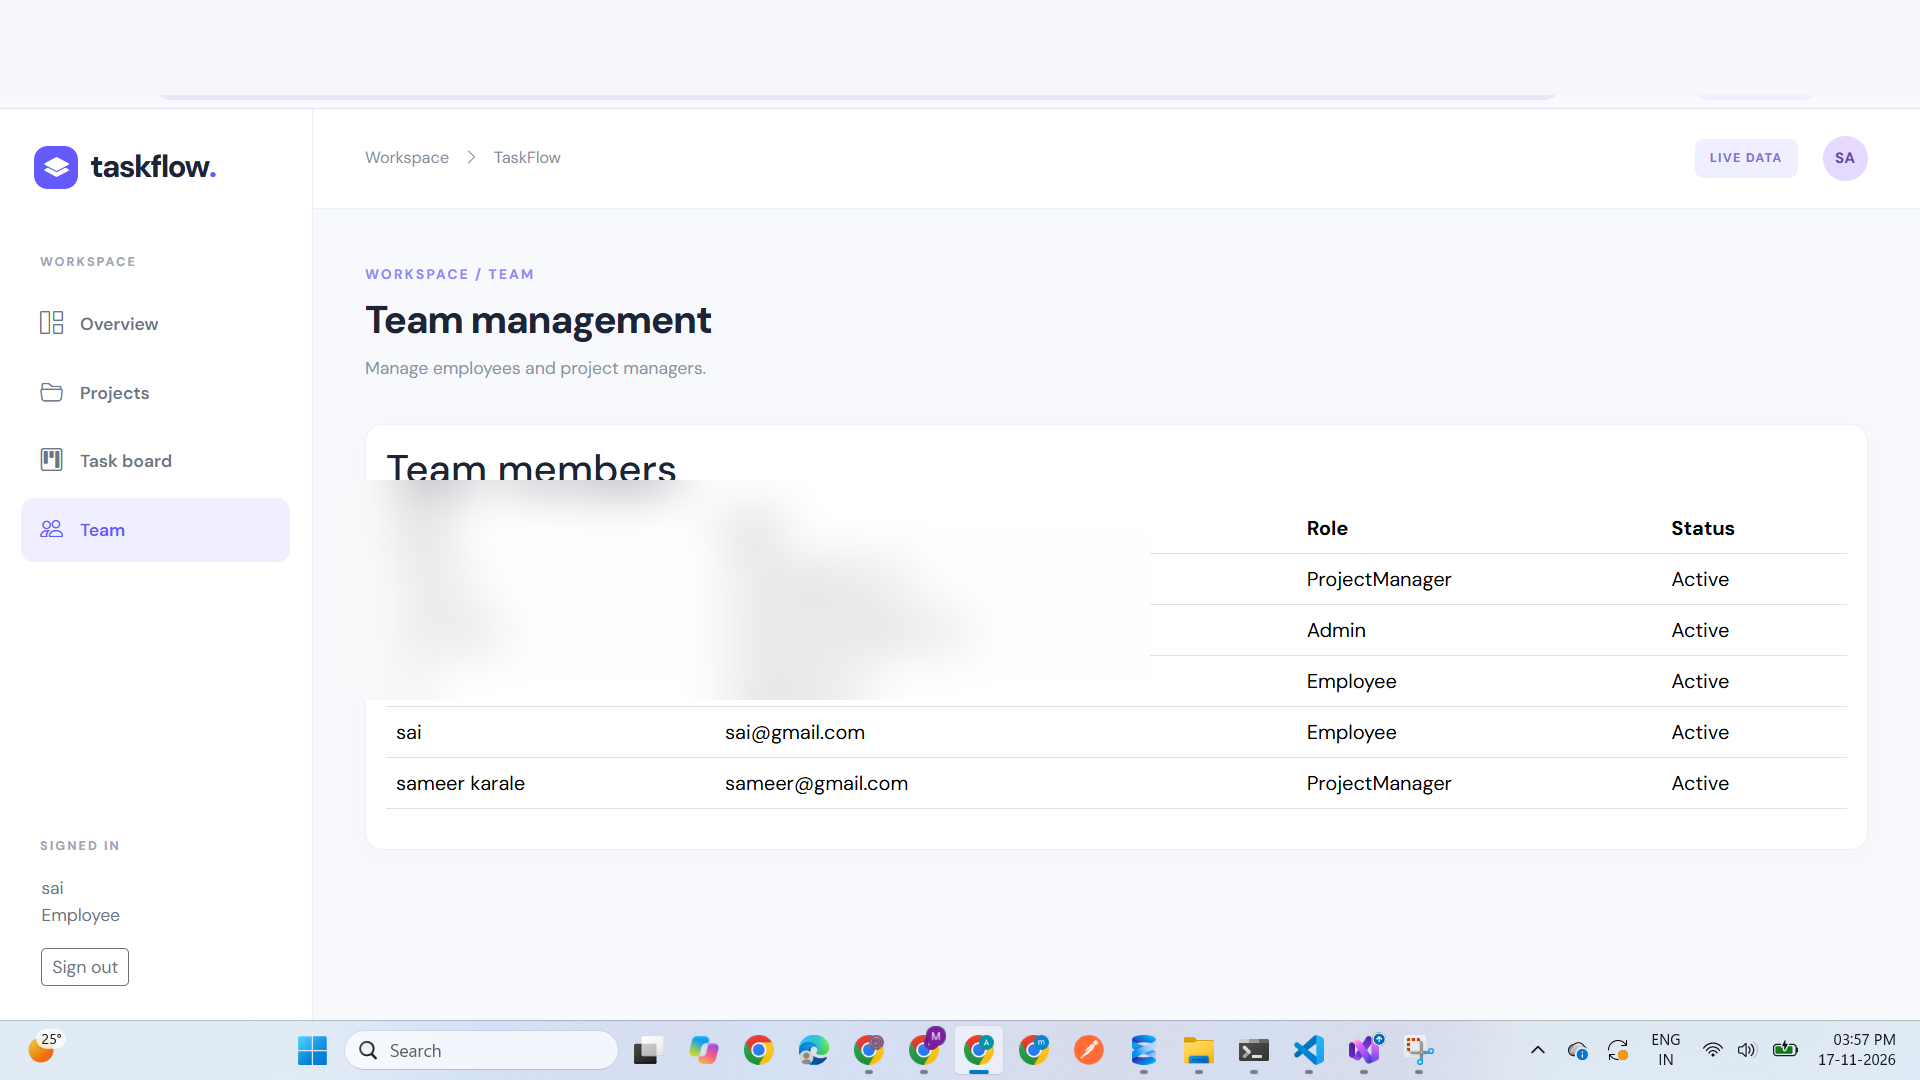 taskflow.
Workspace > TaskFlow
LIVE DATA
SA
WORKSPACE
Overview
Projects
Task board
Team
WORKSPACE / TEAM
Team management
Manage employees and project managers.
Team members
Role Status
ProjectManager Active
Admin Active
Employee Active
sai sai@gmail.com Employee Active
sameer karale sameer@gmail.com ProjectManager Active
SIGNED IN
sai
Employee
Sign out
25°
Search
M
A
m
ENG
IN
03:57 PM
17-11-2026